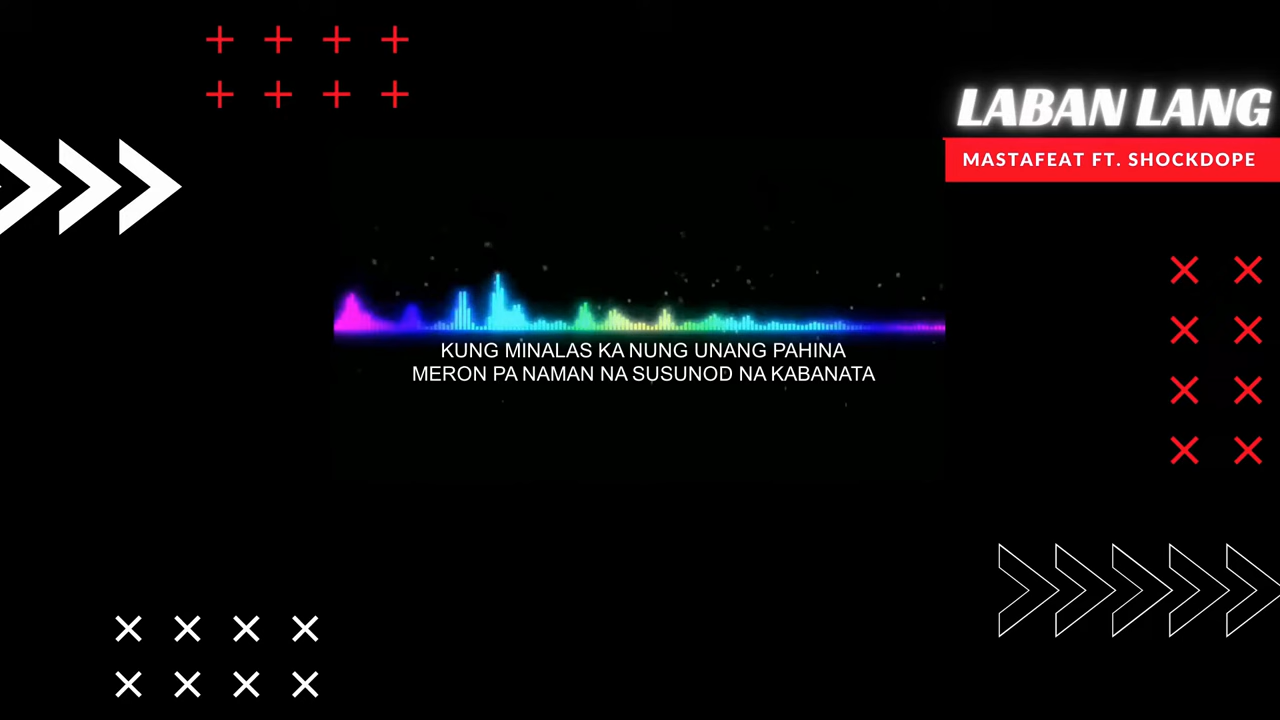 LABAN LANG
MASTAFEAT FT. SHOCKDOPE
KUNG MINALAS KA NUNG UNANG PAHINA
MERON PA NAMAN NA SUSUNOD NA KABANATA